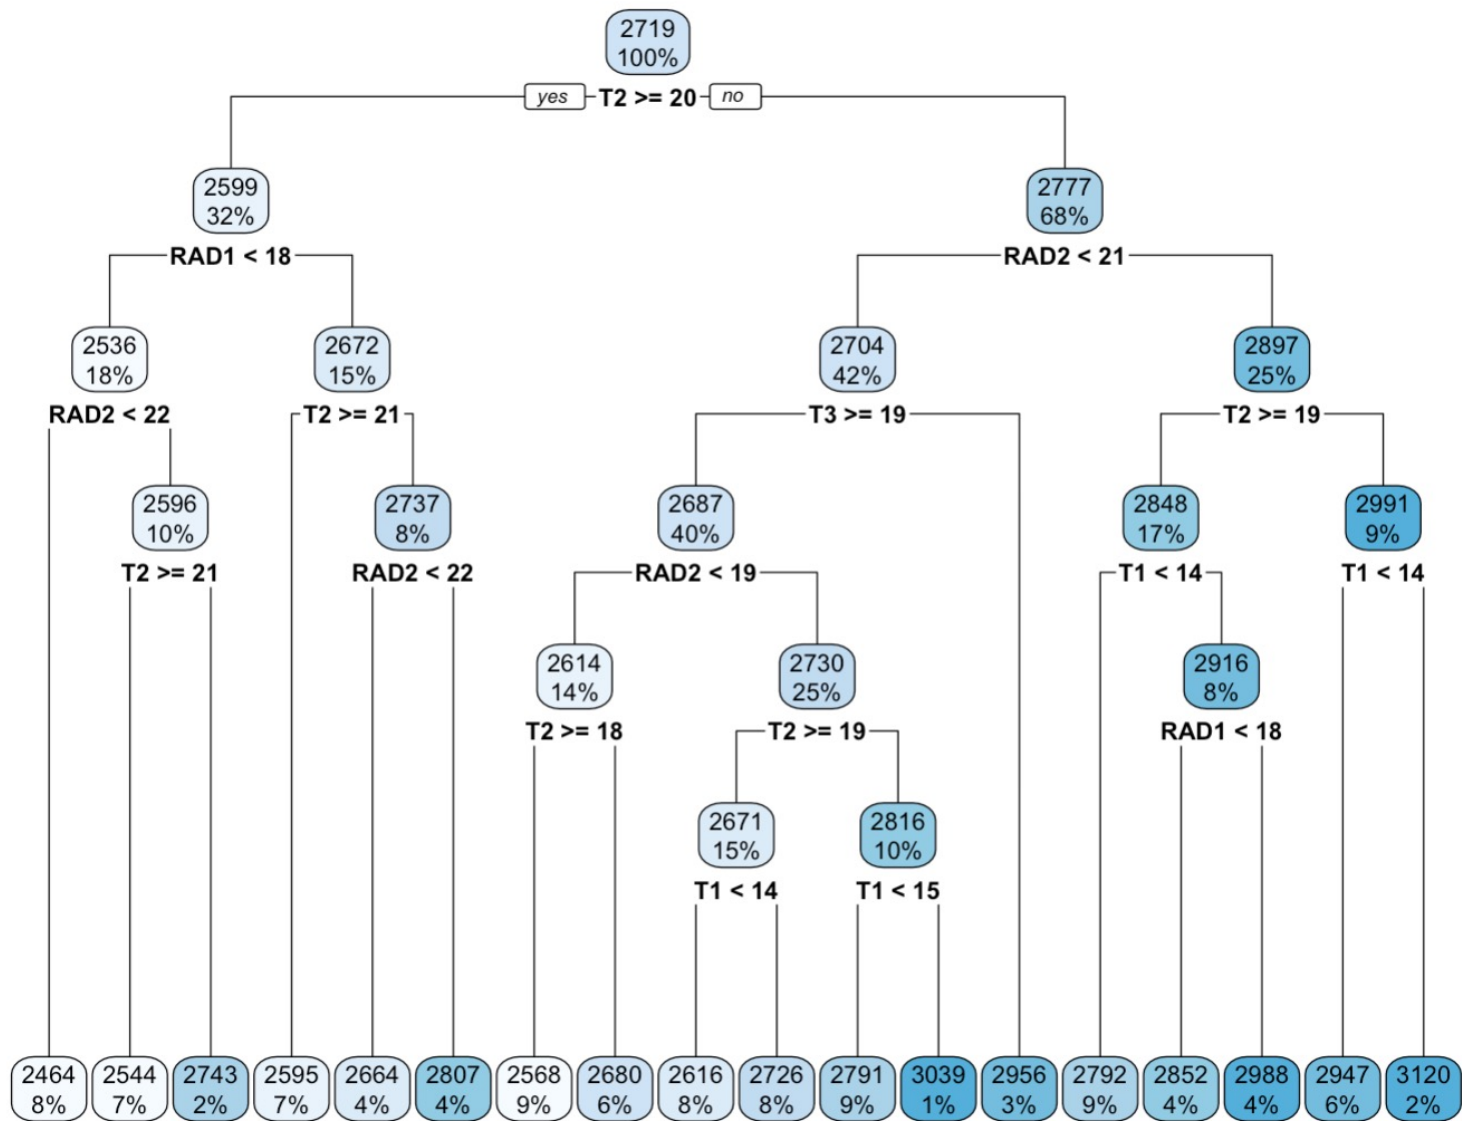 2719
100%
yes T2 >= 20 no
2599 2777
32% 68%
RAD1 < 18 RAD2 < 21
2536 2672 2704 2897
18% 15% 42% 25%
RAD2 < 22 T2 >= 21 T3 >= 19 T2 >= 19
2596 2737 2687 2848 2991
10% 8% 40% 17% 9%
T2 >= 21 RAD2 < 22 RAD2 < 19 T1 < 14 T1 < 14
2614 2730 2916
14% 25% 8%
T2 >= 18 T2 >= 19 RAD1 < 18
2671 2816
15% 10%
T1 < 14 T1 < 15
2464 2544 2743 2595 2664 2807 2568 2680 2616 2726 2791 3039 2956 2792 2852 2988 2947 3120
8% 7% 2% 7% 4% 4% 9% 6% 8% 8% 9% 1% 3% 9% 4% 4% 6% 2%